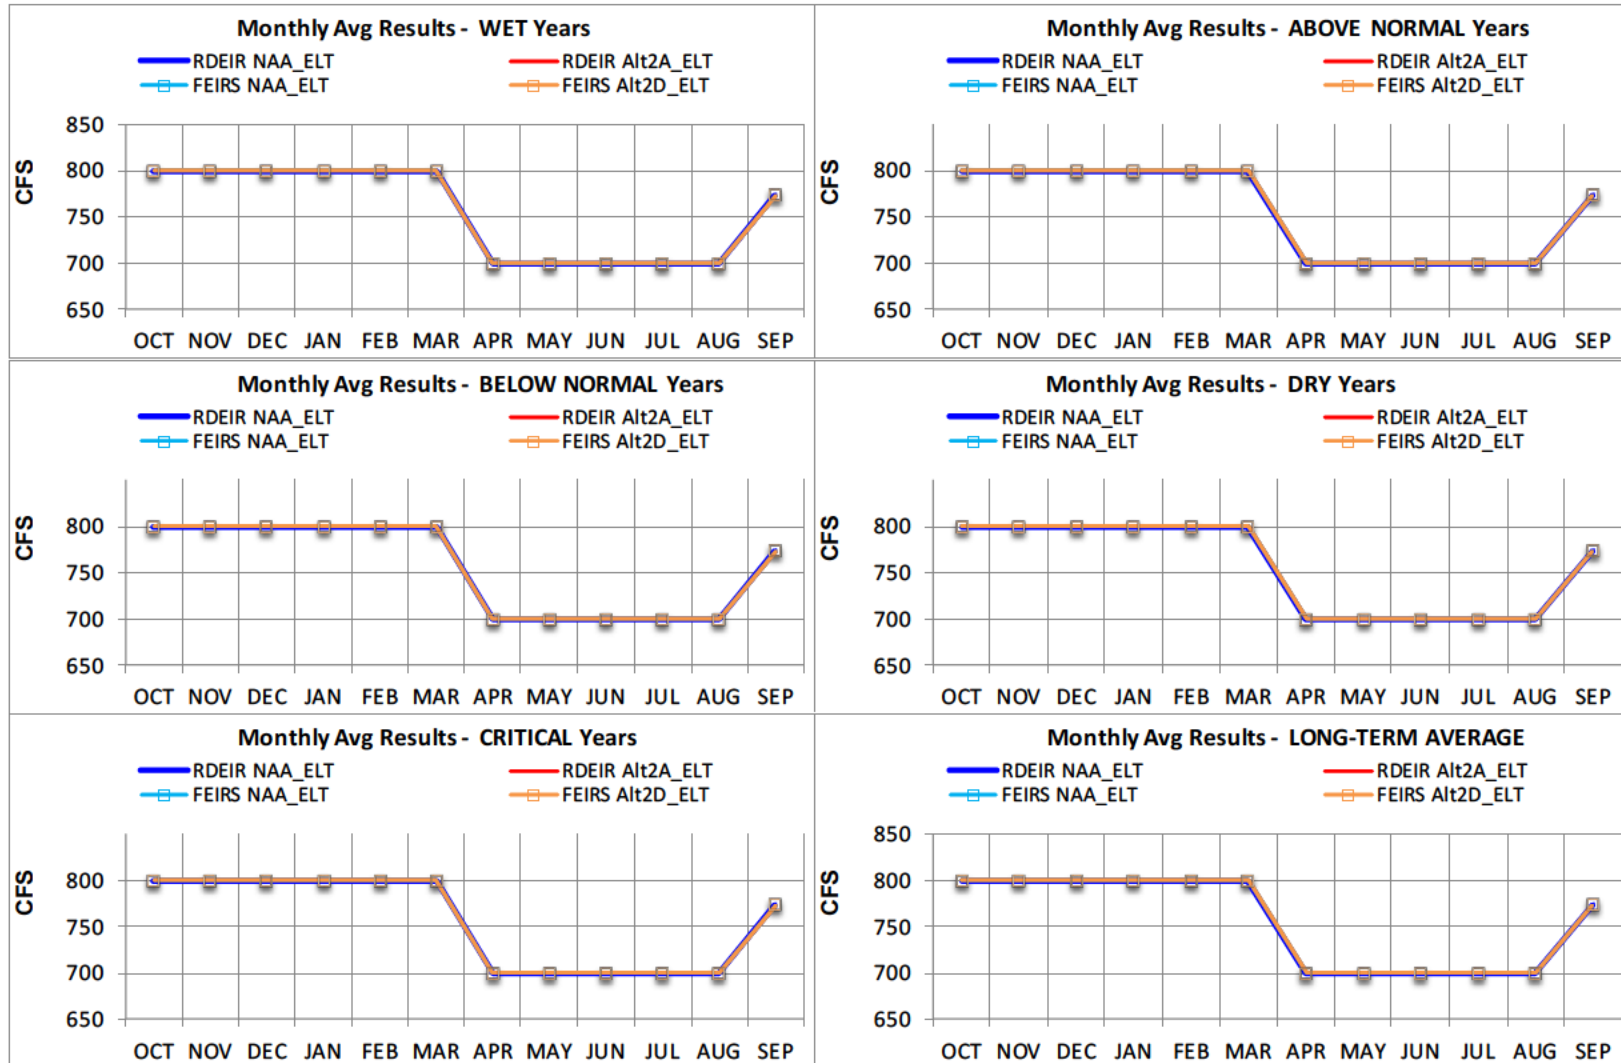 Monthly Avg Results - WET Years
RDEIR NAA_ELT RDEIR Alt2A_ELT
FEIRS NAA_ELT FEIRS Alt2D_ELT
CFS
850
800
750
700
650
OCT NOV DEC JAN FEB MAR APR MAY JUN JUL AUG SEP
Monthly Avg Results - ABOVE NORMAL Years
RDEIR NAA_ELT RDEIR Alt2A_ELT
FEIRS NAA_ELT FEIRS Alt2D_ELT
CFS
800
750
700
650
OCT NOV DEC JAN FEB MAR APR MAY JUN JUL AUG SEP
Monthly Avg Results - BELOW NORMAL Years
RDEIR NAA_ELT RDEIR Alt2A_ELT
FEIRS NAA_ELT FEIRS Alt2D_ELT
CFS
800
750
700
650
OCT NOV DEC JAN FEB MAR APR MAY JUN JUL AUG SEP
Monthly Avg Results - DRY Years
RDEIR NAA_ELT RDEIR Alt2A_ELT
FEIRS NAA_ELT FEIRS Alt2D_ELT
CFS
800
750
700
650
OCT NOV DEC JAN FEB MAR APR MAY JUN JUL AUG SEP
Monthly Avg Results - CRITICAL Years
RDEIR NAA_ELT RDEIR Alt2A_ELT
FEIRS NAA_ELT FEIRS Alt2D_ELT
CFS
800
750
700
650
OCT NOV DEC JAN FEB MAR APR MAY JUN JUL AUG SEP
Monthly Avg Results - LONG-TERM AVERAGE
RDEIR NAA_ELT RDEIR Alt2A_ELT
FEIRS NAA_ELT FEIRS Alt2D_ELT
CFS
850
800
750
700
650
OCT NOV DEC JAN FEB MAR APR MAY JUN JUL AUG SEP